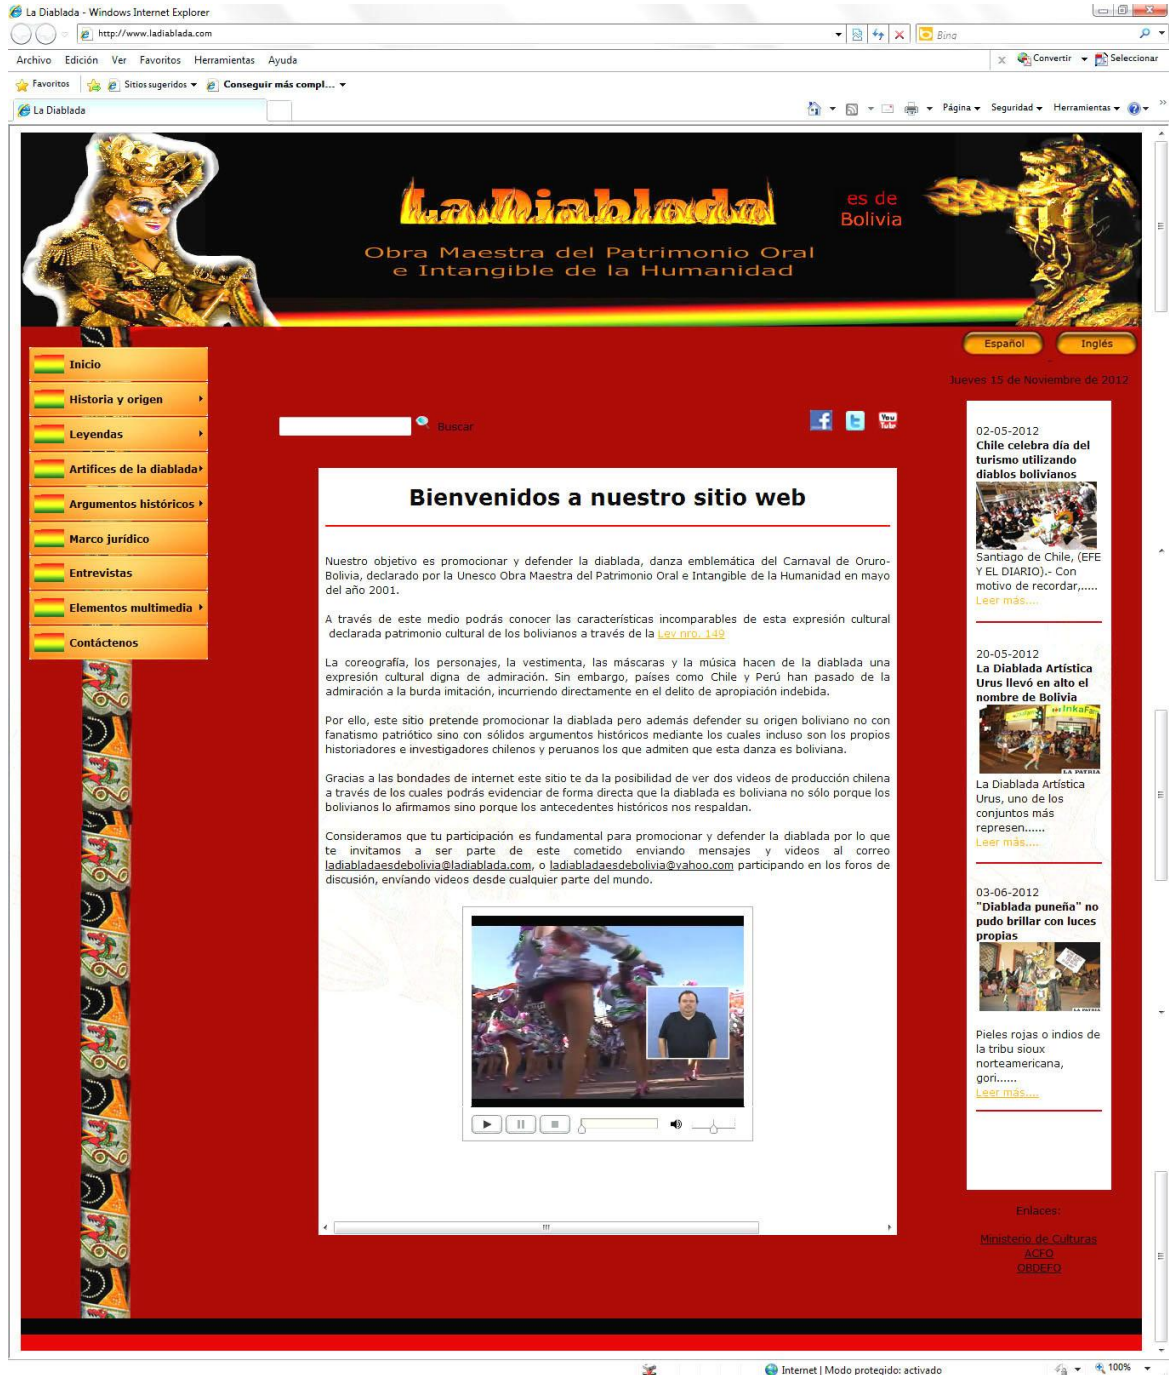 La Diablada - Windows Internet Explorer
http://www.ladiablada.com
Bing
Archivo Edición Ver Favoritos Herramientas Ayuda
Convertir Seleccionar
Favoritos Sitios sugeridos Conseguir más compl...
La Diablada
Página Seguridad Herramientas
La Diablada
es de
Bolivia
Obra Maestra del Patrimonio Oral
e Intangible de la Humanidad
Español Inglés
Jueves 15 de Noviembre de 2012
Inicio
Historia y origen
Leyendas
Artifices de la diablada
Argumentos históricos
Marco jurídico
Entrevistas
Elementos multimedia
Contáctenos
Buscar
You
Tube
Bienvenidos a nuestro sitio web
Nuestro objetivo es promocionar y defender la diablada, danza emblemática del Carnaval de Oruro-
Bolivia, declarado por la Unesco Obra Maestra del Patrimonio Oral e Intangible de la Humanidad en mayo
del año 2001.
A través de este medio podrás conocer las características incomparables de esta expresión cultural
declarada patrimonio cultural de los bolivianos a través de la Ley nro. 149
La coreografía, los personajes, la vestimenta, las máscaras y la música hacen de la diablada una
expresión cultural digna de admiración. Sin embargo, países como Chile y Perú han pasado de la
admiración a la burda imitación, incurriendo directamente en el delito de apropiación indebida.
Por ello, este sitio pretende promocionar la diablada pero además defender su origen boliviano no con
fanatismo patriótico sino con sólidos argumentos históricos mediante los cuales incluso son los propios
historiadores e investigadores chilenos y peruanos los que admiten que esta danza es boliviana.
Gracias a las bondades de internet este sitio te da la posibilidad de ver dos videos de producción chilena
a través de los cuales podrás evidenciar de forma directa que la diablada es boliviana no sólo porque los
bolivianos lo afirmamos sino porque los antecedentes históricos nos respaldan.
Consideramos que tu participación es fundamental para promocionar y defender la diablada por lo que
te invitamos a ser parte de este cometido enviando mensajes y videos al correo
ladiabladaesdebolivia@ladiablada.com, o ladiabladaesdebolivia@yahoo.com participando en los foros de
discusión, envíando videos desde cualquier parte del mundo.
02-05-2012
Chile celebra día del
turismo utilizando
diablos bolivianos
Santiago de Chile, (EFE
Y EL DIARIO).- Con
motivo de recordar,.....
Leer más....
20-05-2012
La Diablada Artística
Urus llevó en alto el
nombre de Bolivia
InkaFa
LA PATRIA
La Diablada Artística
Urus, uno de los
conjuntos más
represen......
Leer más....
03-06-2012
"Diablada puneña" no
pudo brillar con luces
propias
LA PATRIA
Pieles rojas o indios de
la tribu sioux
norteamericana,
gori......
Leer más....
Enlaces:
Ministerio de Culturas
ACFO
OBDEFO
Internet | Modo protegido: activado
100%